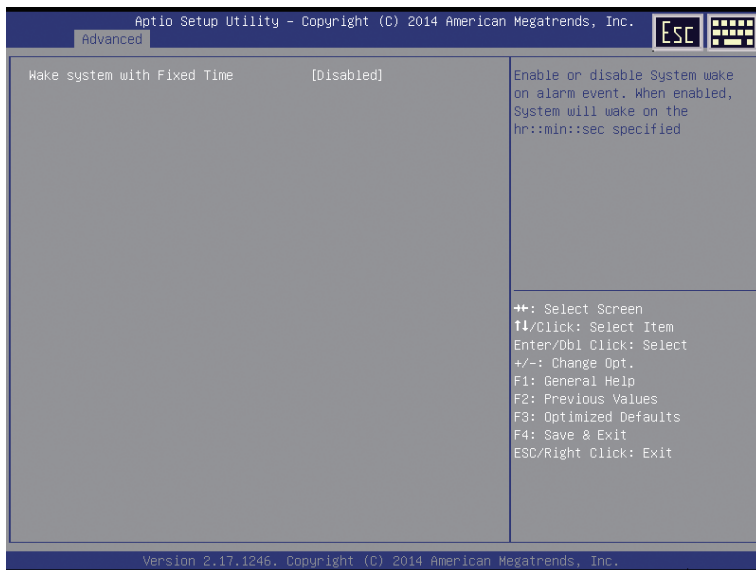 Aptio Setup Utility – Copyright (C) 2014 American Megatrends, Inc.
Esc
Advanced
Wake system with Fixed Time [Disabled]
Enable or disable System wake
on alarm event. When enabled,
System will wake on the
hr::min::sec specified
→←: Select Screen
↑↓/Click: Select Item
Enter/Dbl Click: Select
+/-: Change Opt.
F1: General Help
F2: Previous Values
F3: Optimized Defaults
F4: Save & Exit
ESC/Right Click: Exit
Version 2.17.1246. Copyright (C) 2014 American Megatrends, Inc.